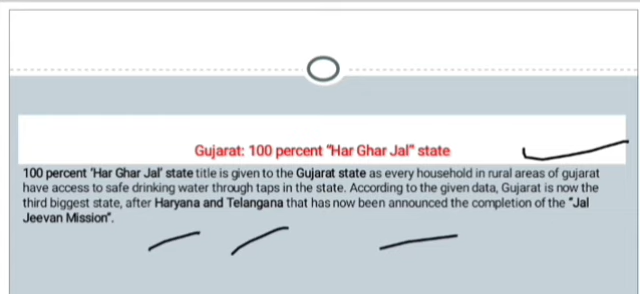 Gujarat: 100 percent "Har Ghar Jal" state
100 percent 'Har Ghar Jal' state title is given to the Gujarat state as every household in rural areas of gujarat
have access to safe drinking water through taps in the state. According to the given data, Gujarat is now the
third biggest state, after Haryana and Telangana that has now been announced the completion of the "Jal
Jeevan Mission".